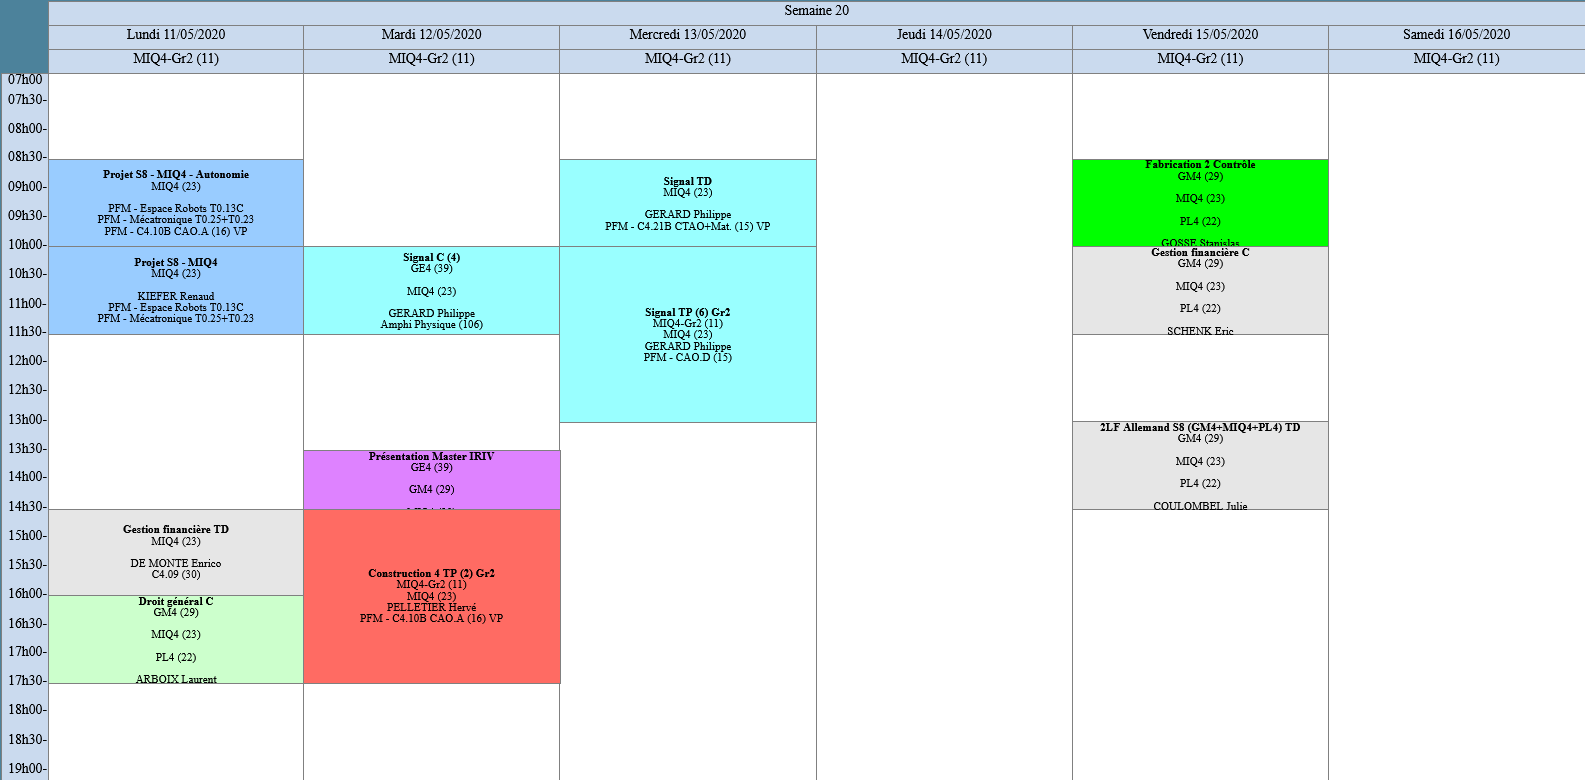 Semaine 20
Lundi 11/05/2020
Mardi 12/05/2020
Mercredi 13/05/2020
Jeudi 14/05/2020
Vendredi 15/05/2020
Samedi 16/05/2020
MIQ4-Gr2 (11)
MIQ4-Gr2 (11)
MIQ4-Gr2 (11)
MIQ4-Gr2 (11)
MIQ4-Gr2 (11)
MIQ4-Gr2 (11)
07h00
07h30-
08h00-
08h30-
09h00-
09h30-
10h00-
10h30-
11h00-
11h30-
12h00-
12h30-
13h00-
13h30-
14h00-
14h30-
15h00-
15h30-
16h00-
16h30-
17h00-
17h30-
18h00-
18h30-
19h00-
Projet S8 - MIQ4 - Autonomie
MIQ4 (23)
PFM - Espace Robots T0.13C
PFM - Mécatronique T0.25+T0.23
PFM - C4.10B CAO.A (16) VP
Projet S8 - MIQ4
MIQ4 (23)
KIEFER Renaud
PFM - Espace Robots T0.13C
PFM - Mécatronique T0.25+T0.23
Gestion financière TD
MIQ4 (23)
DE MONTE Enrico
C4.09 (30)
Droit général C
GM4 (29)
MIQ4 (23)
PL4 (22)
ARBOIX Laurent
Signal C (4)
GE4 (39)
MIQ4 (23)
GERARD Philippe
Amphi Physique (106)
Présentation Master IRIV
GE4 (39)
GM4 (29)
Construction 4 TP (2) Gr2
MIQ4-Gr2 (11)
MIQ4 (23)
PELLETIER Hervé
PFM - C4.10B CAO.A (16) VP
Signal TD
MIQ4 (23)
GERARD Philippe
PFM - C4.21B CTAO+Mat. (15) VP
Signal TP (6) Gr2
MIQ4-Gr2 (11)
MIQ4 (23)
GERARD Philippe
PFM - CAO.D (15)
Fabrication 2 Contrôle
GM4 (29)
MIQ4 (23)
PL4 (22)
GOSSE Stanislas
Gestion financière C
GM4 (29)
MIQ4 (23)
PL4 (22)
SCHENK Eric
2LF Allemand S8 (GM4+MIQ4+PL4) TD
GM4 (29)
MIQ4 (23)
PL4 (22)
COULOMBEL Julie